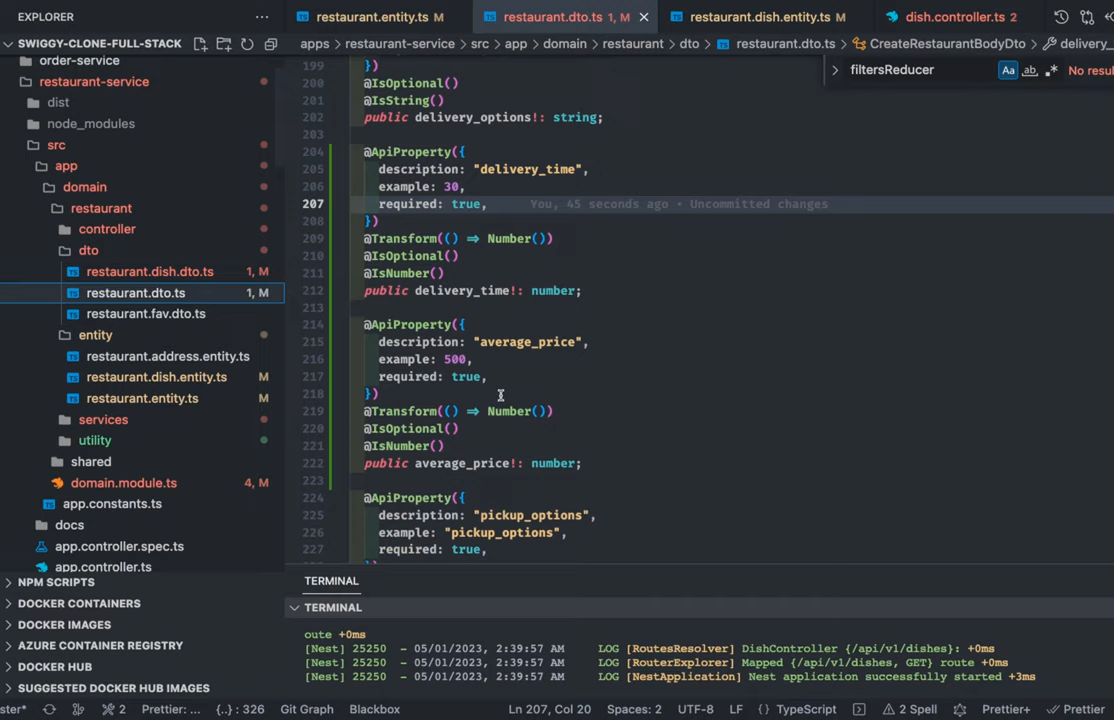 EXPLORER
SWIGGY-CLONE-FULL-STACK
order-service
restaurant-service
dist
node_modules
src
app
domain
restaurant
controller
dto
restaurant.dish.dto.ts 1, M
restaurant.dto.ts 1, M
restaurant.fav.dto.ts
entity
restaurant.address.entity.ts
restaurant.dish.entity.ts M
restaurant.entity.ts M
services
utility
shared
domain.module.ts 4, M
app.constants.ts
docs
app.controller.spec.ts
app.controller.ts
NPM SCRIPTS
DOCKER CONTAINERS
DOCKER IMAGES
AZURE CONTAINER REGISTRY
DOCKER HUB
SUGGESTED DOCKER HUB IMAGES
restaurant.entity.ts M restaurant.dto.ts 1, M restaurant.dish.entity.ts M dish.controller.ts 2
apps > restaurant-service > src > app > domain > restaurant > dto > restaurant.dto.ts > CreateRestaurantBodyDto > delivery_
filtersReducer Aa ab .* No resul
199 })
200 @IsOptional()
201 @IsString()
202 public delivery_options!: string;
203
204 @ApiProperty({
205 description: "delivery_time",
206 example: 30,
207 required: true, You, 45 seconds ago • Uncommitted changes
208 })
209 @Transform(() => Number())
210 @IsOptional()
211 @IsNumber()
212 public delivery_time!: number;
213
214 @ApiProperty({
215 description: "average_price",
216 example: 500,
217 required: true,
218 })
219 @Transform(() => Number())
220 @IsOptional()
221 @IsNumber()
222 public average_price!: number;
223
224 @ApiProperty({
225 description: "pickup_options",
226 example: "pickup_options",
227 required: true,
TERMINAL
TERMINAL
oute +0ms
[Nest] 25250 - 05/01/2023, 2:39:57 AM LOG [RoutesResolver] DishController {/api/v1/dishes}: +0ms
[Nest] 25250 - 05/01/2023, 2:39:57 AM LOG [RouterExplorer] Mapped {/api/v1/dishes, GET} route +0ms
[Nest] 25250 - 05/01/2023, 2:39:57 AM LOG [NestApplication] Nest application successfully started +3ms
ster* 2 Prettier: ... {..} : 326 Git Graph Blackbox Ln 207, Col 20 Spaces: 2 UTF-8 LF {} TypeScript 2 Spell Prettier+ Prettier